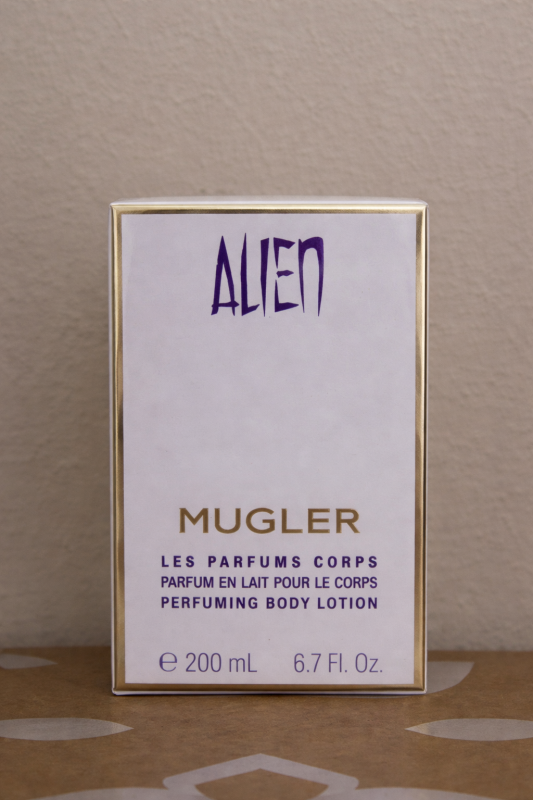 ALIEN
MUGLER
LES PARFUMS CORPS
PARFUM EN LAIT POUR LE CORPS
PERFUMING BODY LOTION
℮ 200 mL 6.7 Fl. Oz.